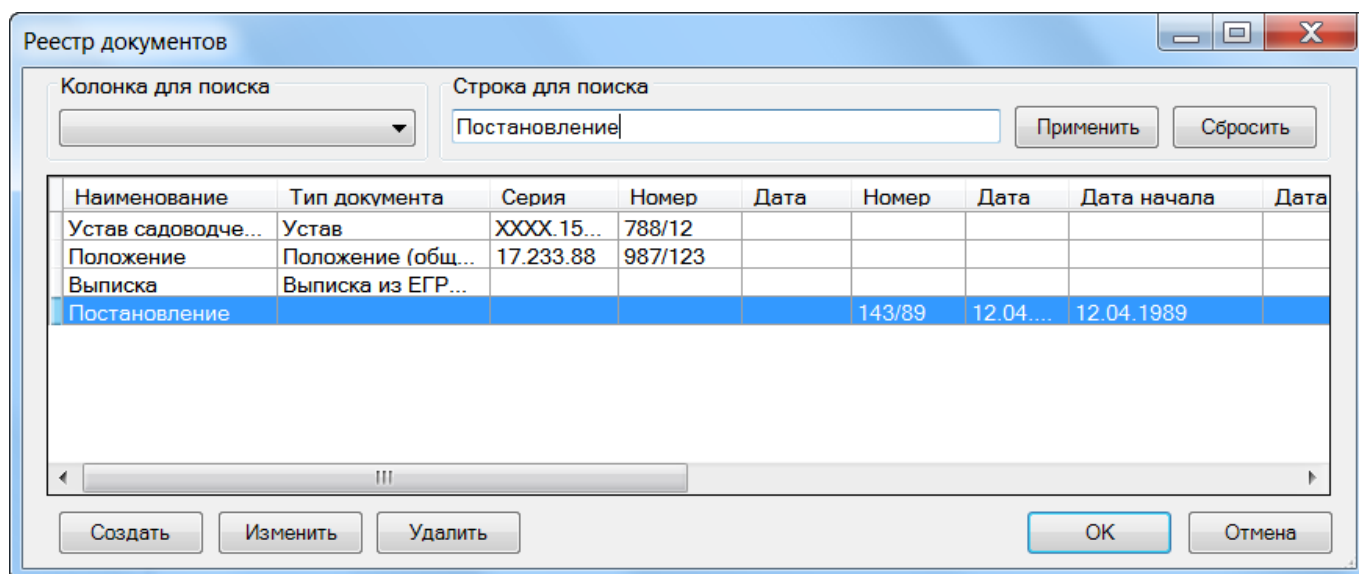 Реестр документов
Колонка для поиска Строка для поиска
Постановление Применить Сбросить
Наименование Тип документа Серия Номер Дата Номер Дата Дата начала Дата
Устав садоводче... Устав XXXX.15... 788/12
Положение Положение (общ... 17.233.88 987/123
Выписка Выписка из ЕГР...
Постановление 143/89 12.04.... 12.04.1989
Создать Изменить Удалить OK Отмена